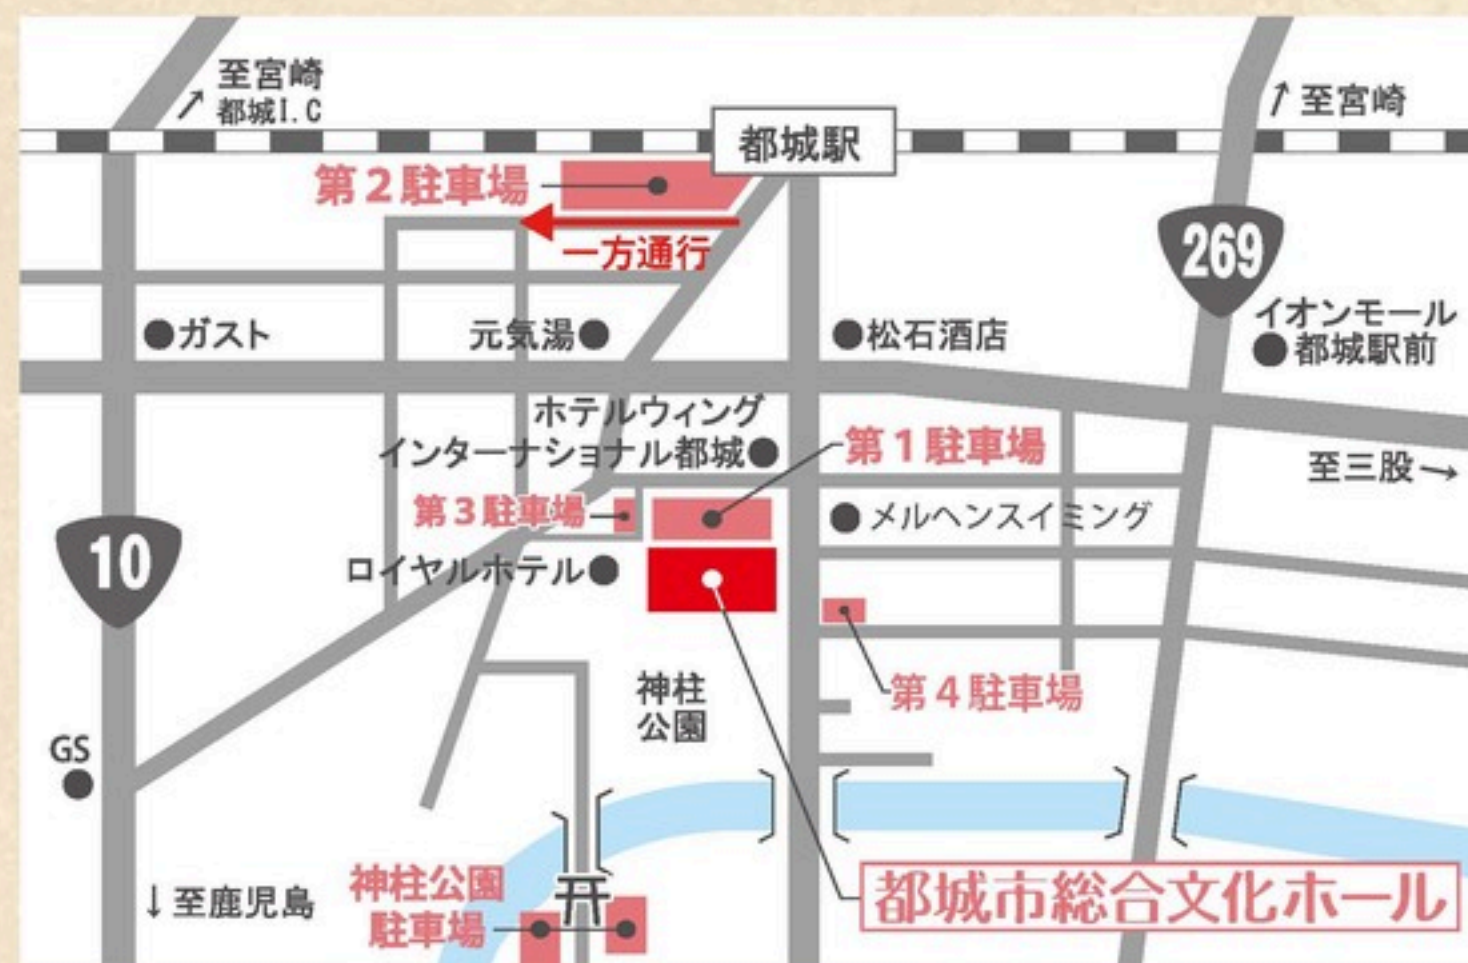 至宮崎
都城I.C
至宮崎
都城駅
第2駐車場
一方通行
269
ガスト
元気湯
松石酒店
イオンモール
都城駅前
ホテルウィング
インターナショナル都城
第1駐車場
至三股→
第3駐車場
メルヘンスイミング
10
ロイヤルホテル
第4駐車場
神柱
公園
GS
↓至鹿児島
神柱公園
駐車場
都城市総合文化ホール